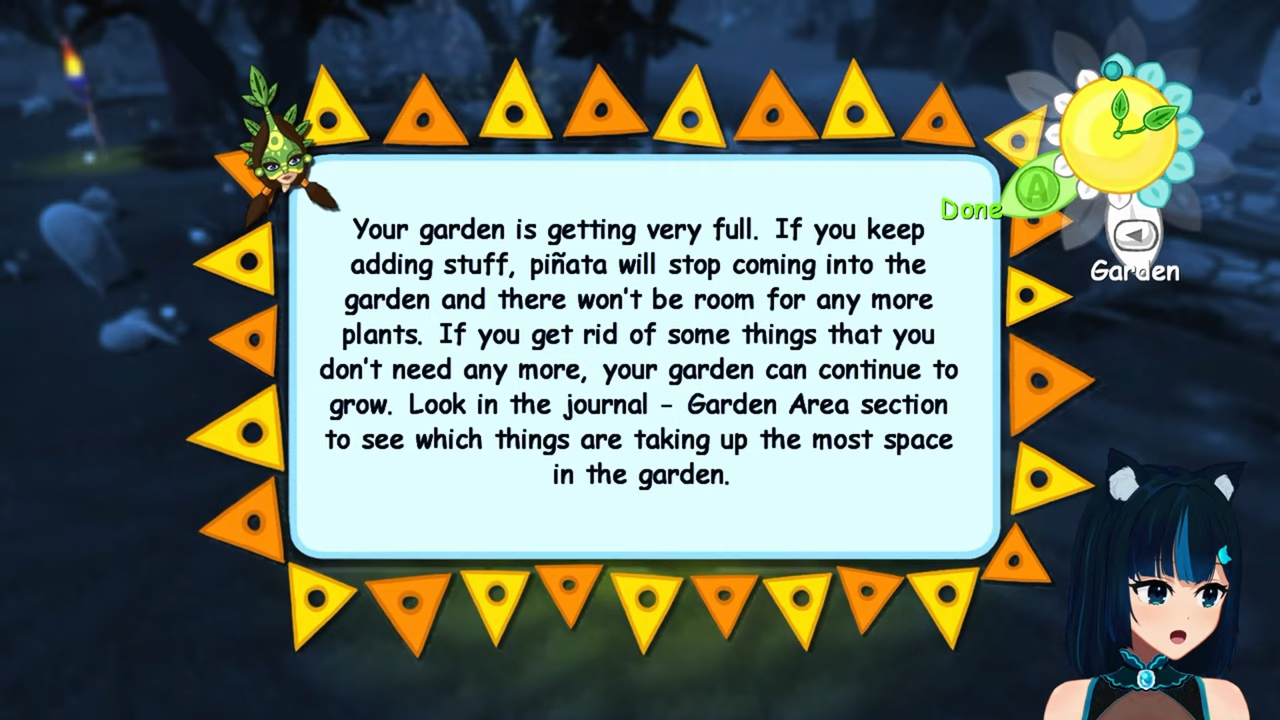 Your garden is getting very full. If you keep
adding stuff, piñata will stop coming into the
garden and there won't be room for any more
plants. If you get rid of some things that you
don't need any more, your garden can continue to
grow. Look in the journal - Garden Area section
to see which things are taking up the most space
in the garden.
Done
A
Garden